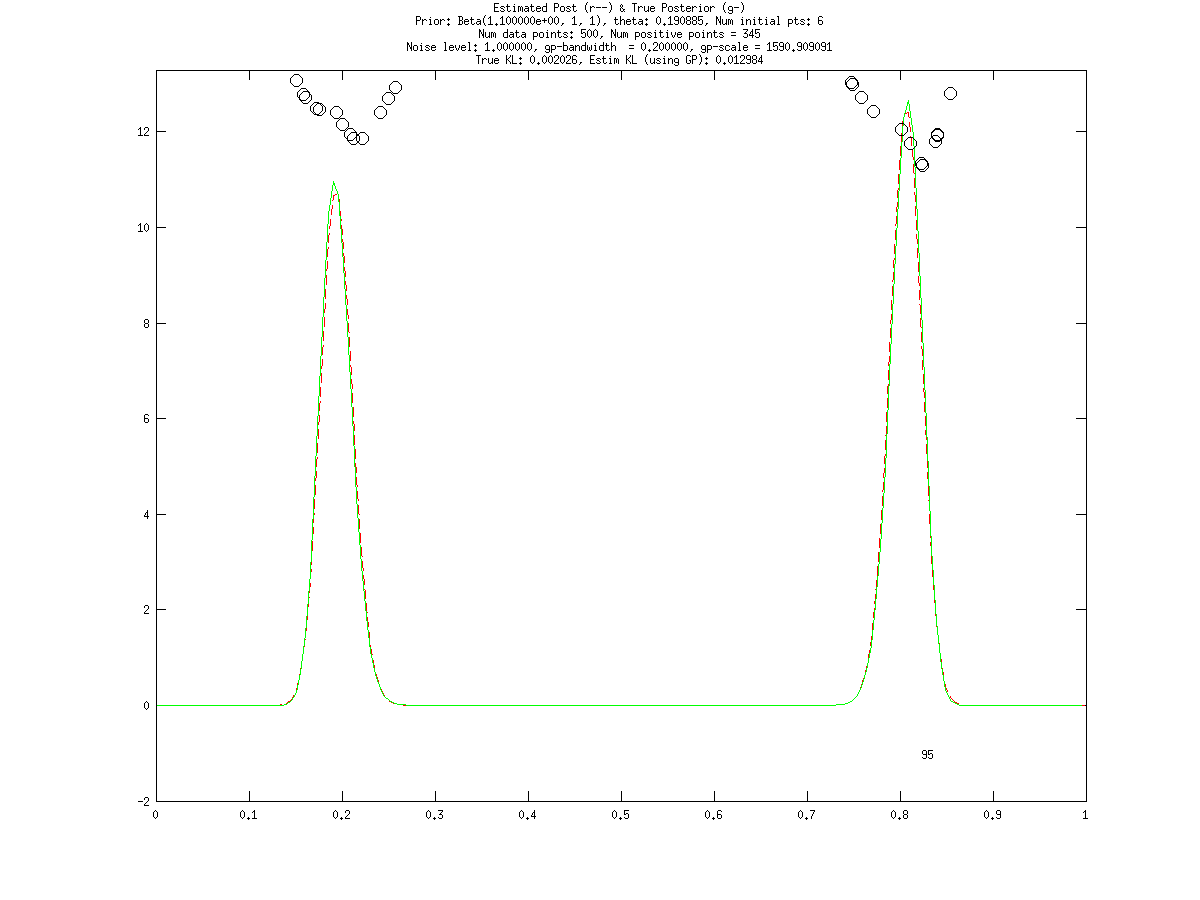 Estimated Post (r--) & True Posterior (g-)
Prior: Beta(1.100000e+00, 1, 1), theta: 0.190885, Num initial pts: 6
Num data points: 500, Num positive points = 345
Noise level: 1.000000, gp-bandwidth  = 0.200000, gp-scale = 1590.909091
True KL: 0.002026, Estim KL (using GP): 0.012984
12
10
8
6
4
2
0
95
-2
0 0.1 0.2 0.3 0.4 0.5 0.6 0.7 0.8 0.9 1